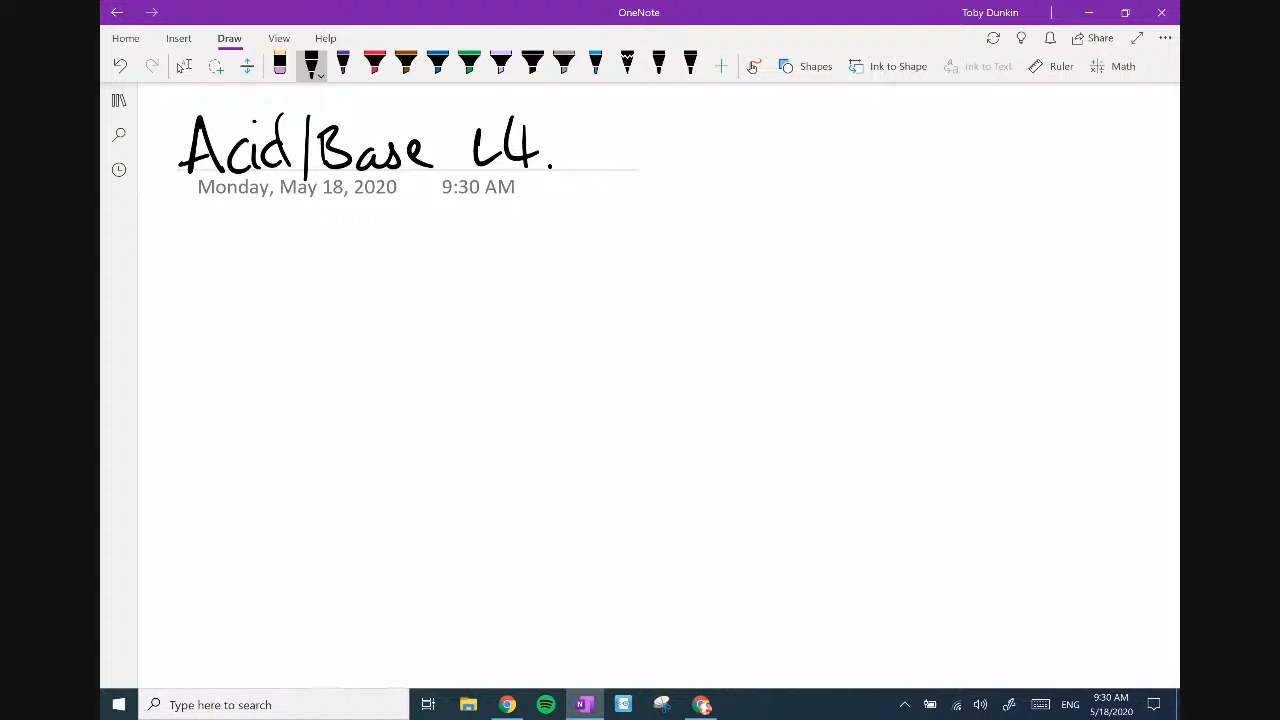 OneNote
Toby Dunkin
Home Insert Draw View Help
Share
Shapes Ink to Shape Ink to Text Ruler Math
Acid/Base L4.
Monday, May 18, 2020 9:30 AM
Type here to search
ENG
9:30 AM
5/18/2020